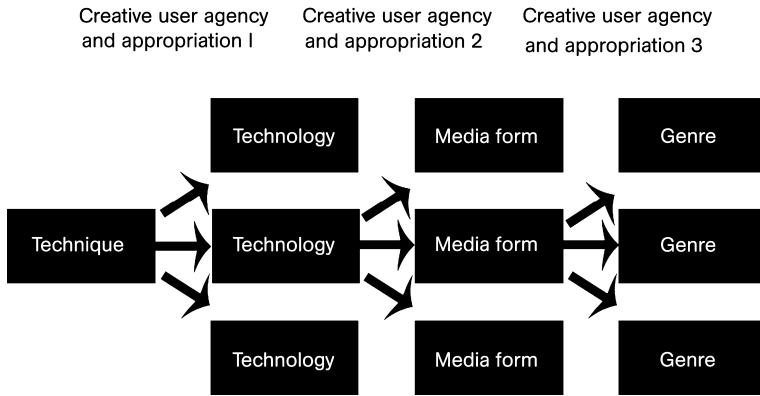 Creative user agency
and appropriation 1
Creative user agency
and appropriation 2
Creative user agency
and appropriation 3
Technology
Media form
Genre
Technique
Technology
Media form
Genre
Technology
Media form
Genre